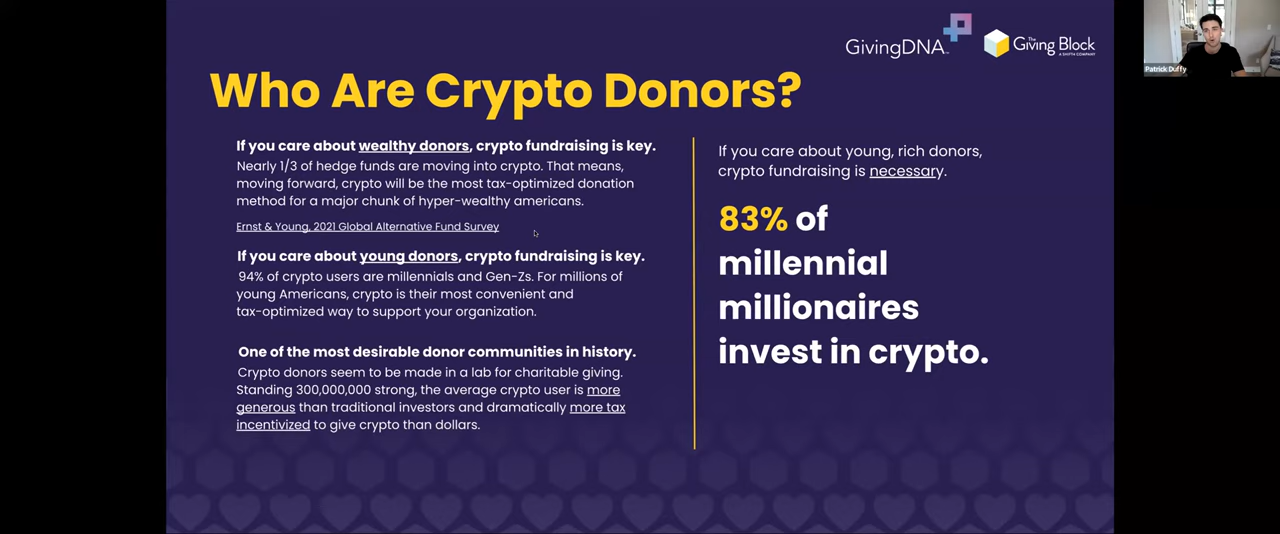 GivingDNA™
The
Giving Block
A SHIFT4 COMPANY
Patrick Duffy
Who Are Crypto Donors?
If you care about wealthy donors, crypto fundraising is key.
Nearly 1/3 of hedge funds are moving into crypto. That means,
moving forward, crypto will be the most tax-optimized donation
method for a major chunk of hyper-wealthy americans.
Ernst & Young, 2021 Global Alternative Fund Survey
If you care about young donors, crypto fundraising is key.
94% of crypto users are millennials and Gen-Zs. For millions of
young Americans, crypto is their most convenient and
tax-optimized way to support your organization.
One of the most desirable donor communities in history.
Crypto donors seem to be made in a lab for charitable giving.
Standing 300,000,000 strong, the average crypto user is more
generous than traditional investors and dramatically more tax
incentivized to give crypto than dollars.
If you care about young, rich donors,
crypto fundraising is necessary.
83% of
millennial
millionaires
invest in crypto.